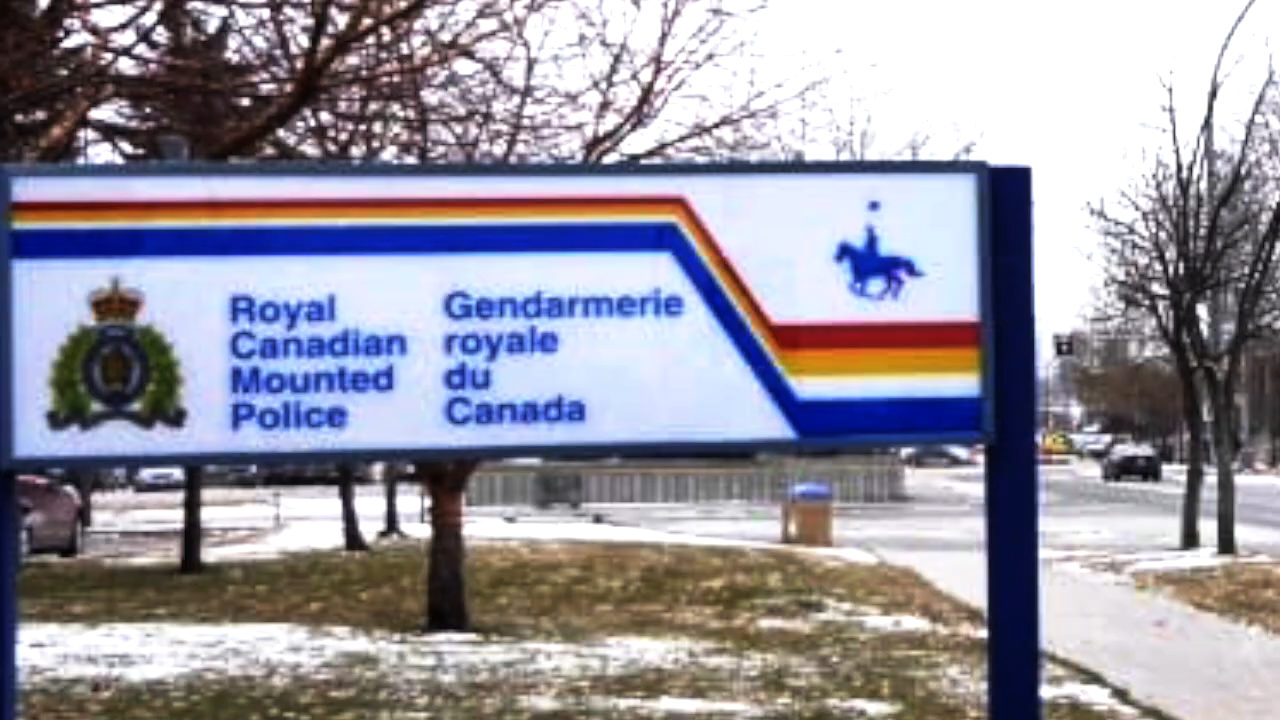 Royal
Canadian
Mounted
Police
Gendarmerie
royale
du
Canada